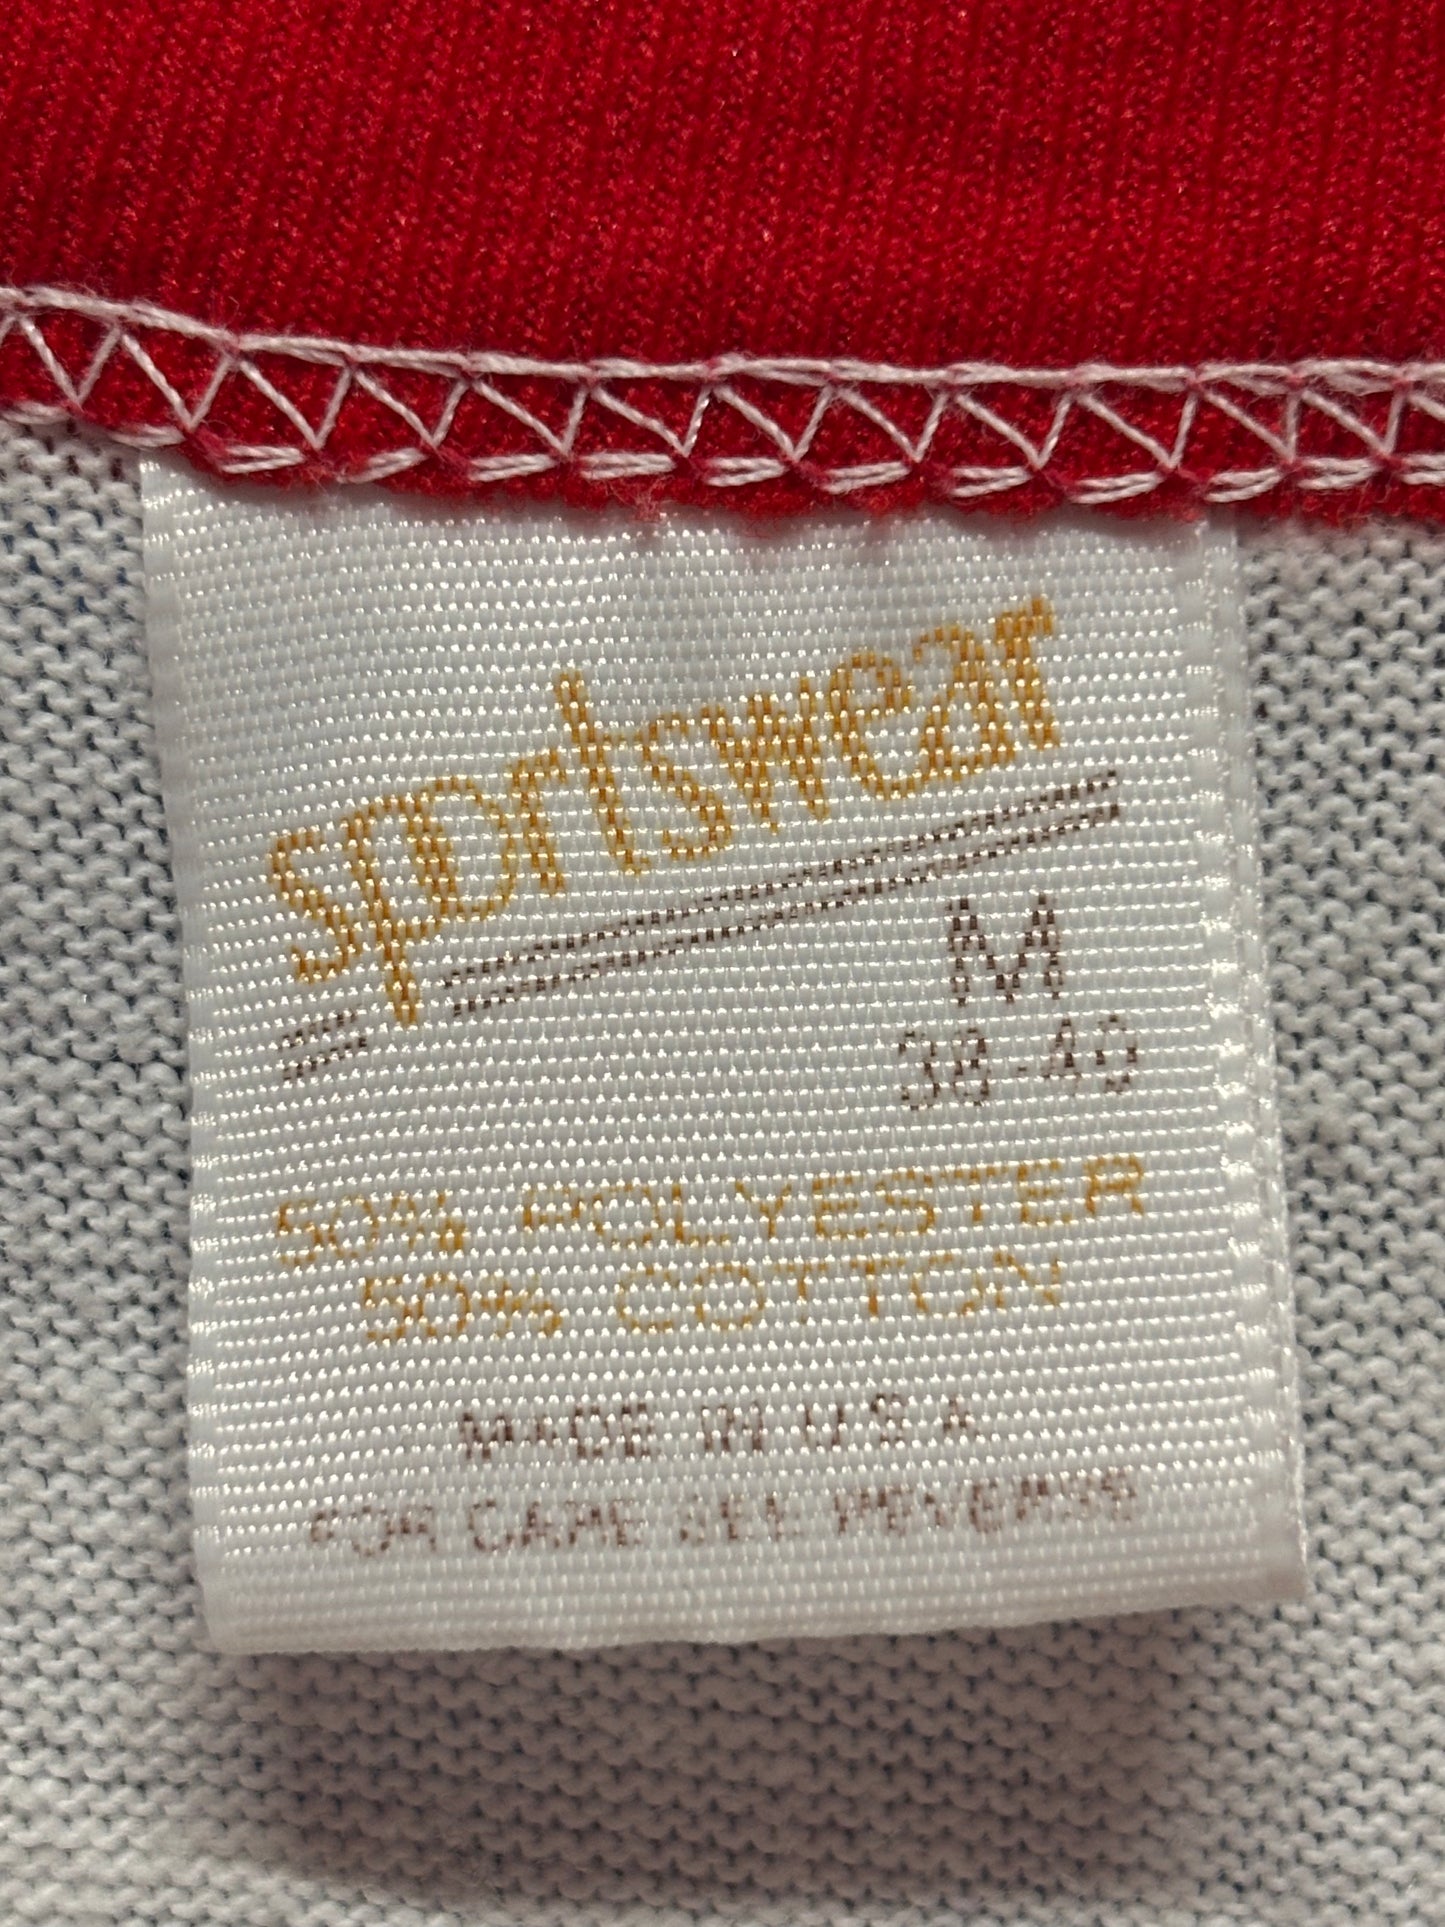 sportswear
M
38-40
50% POLYESTER
50% COTTON
MADE IN U S A
FOR CARE SEE REVERSE